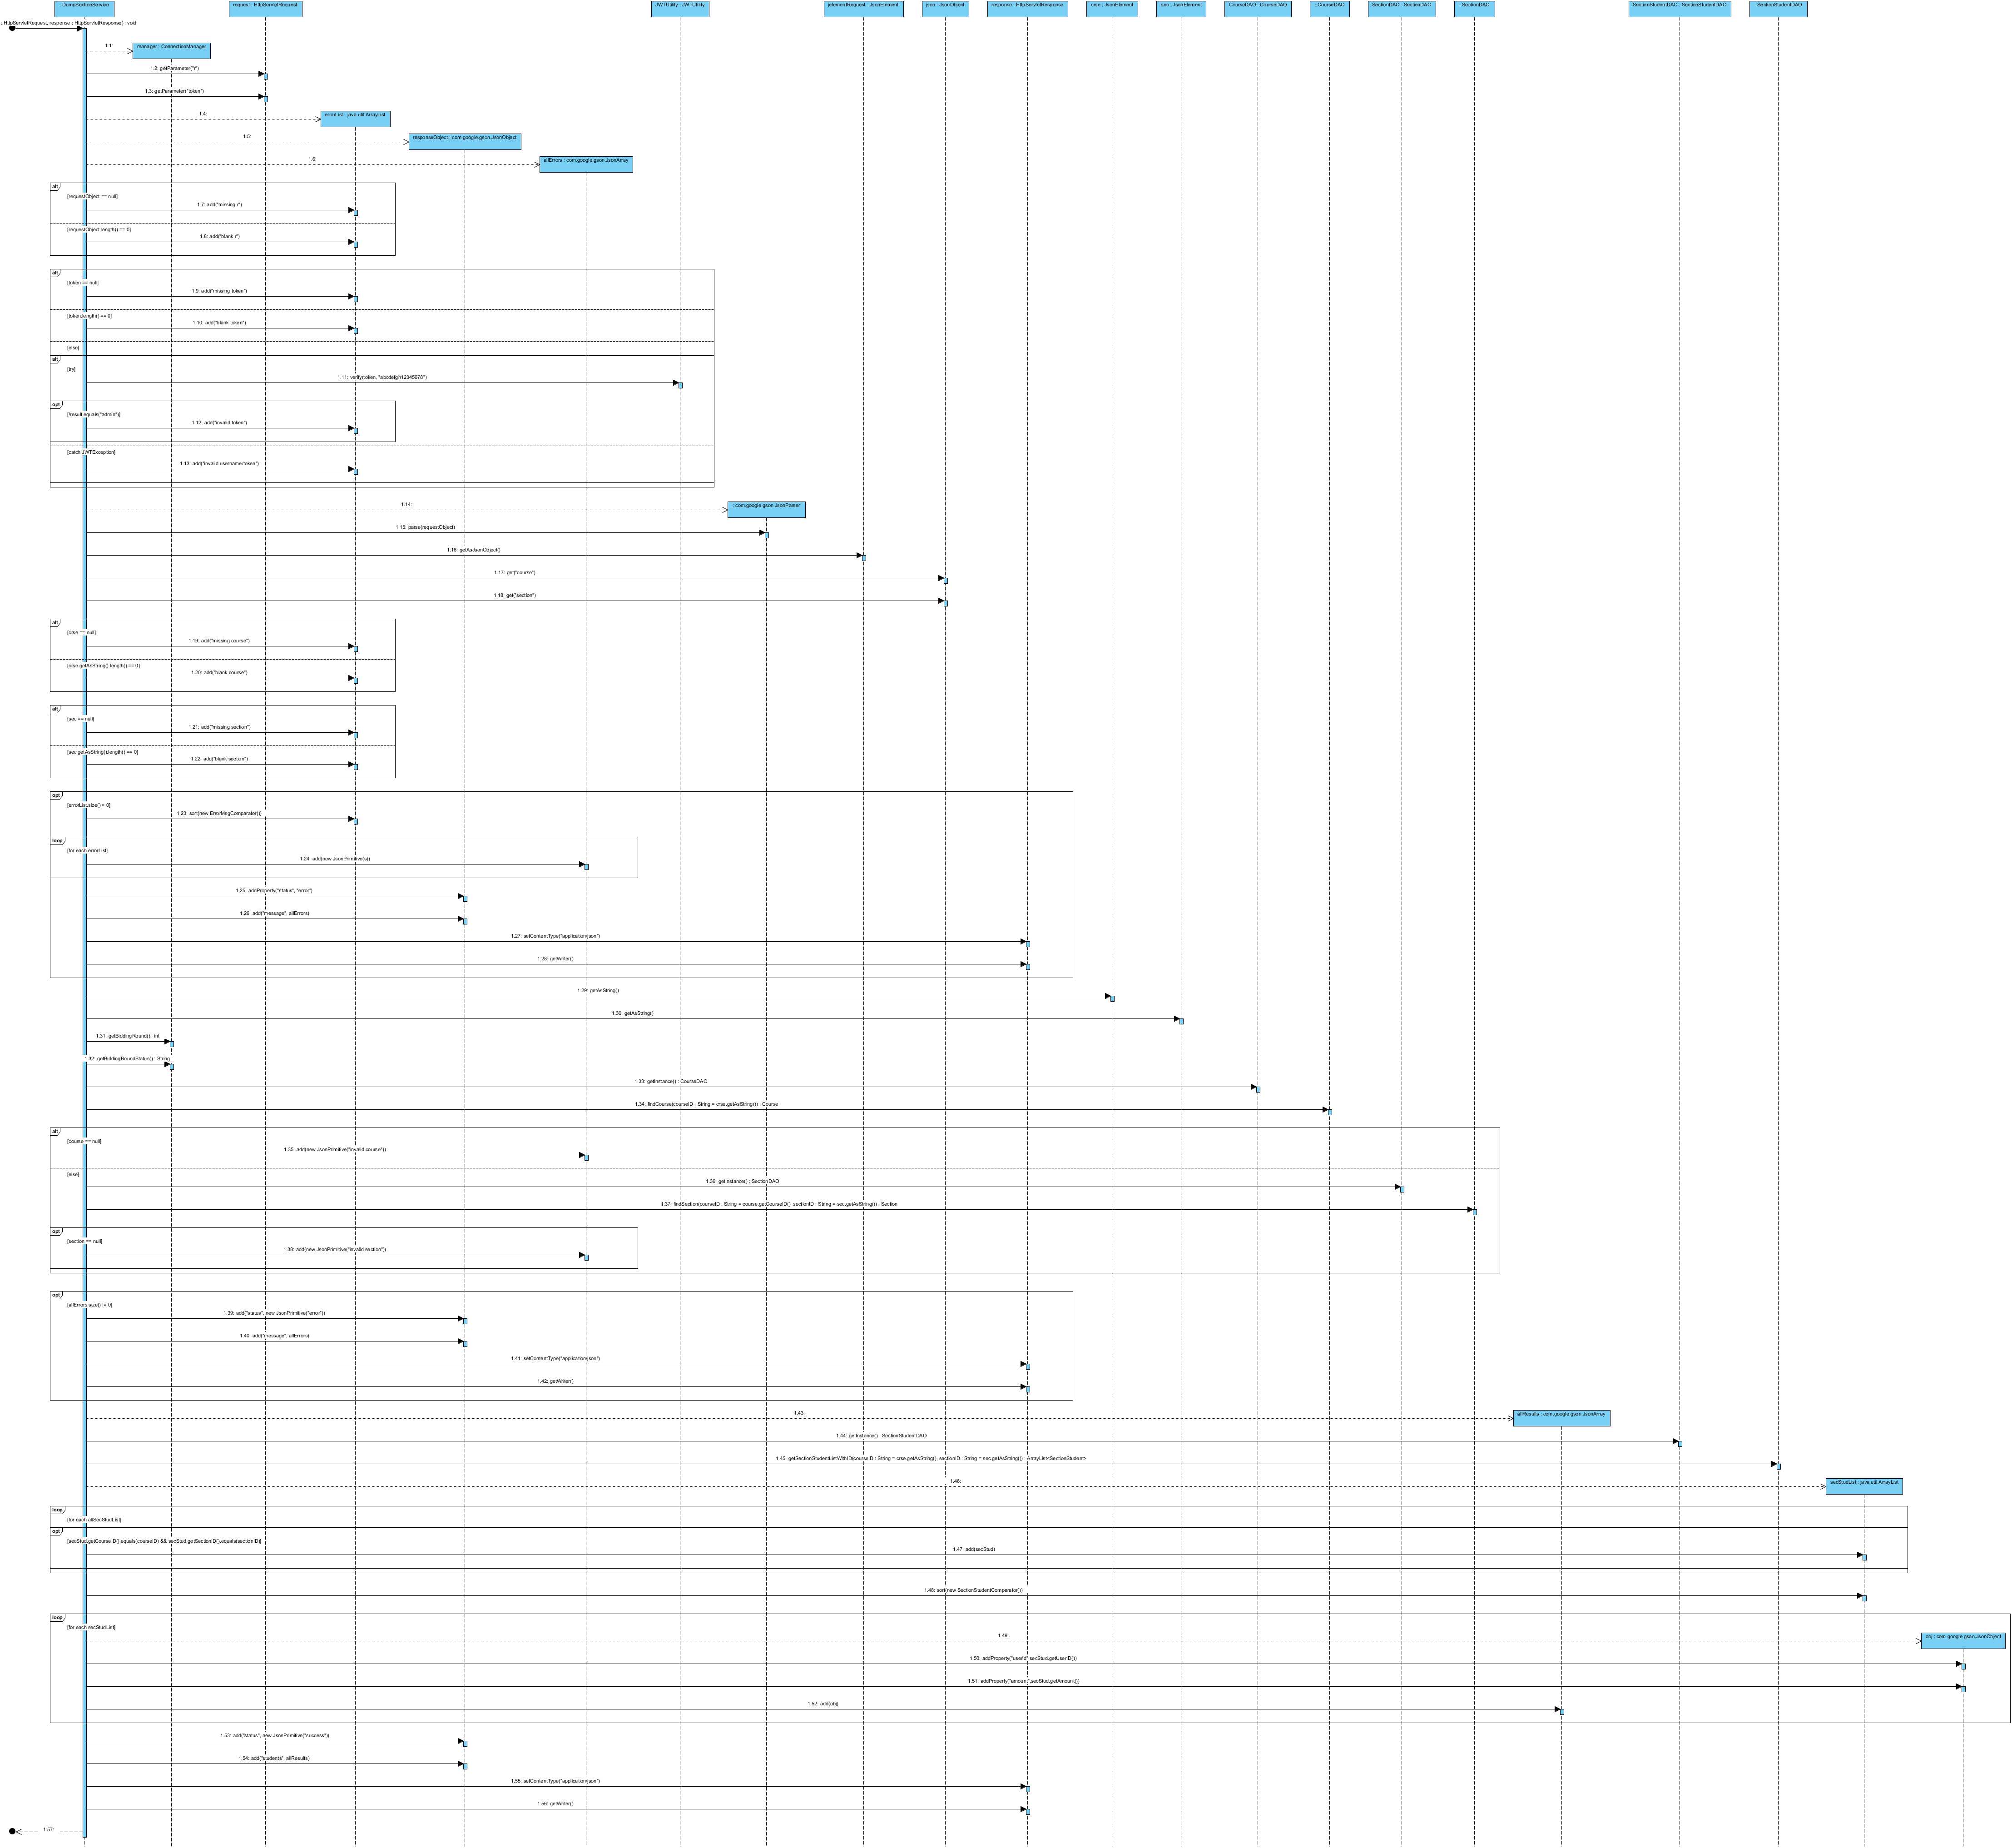 : DumpSectionService
request : HttpServletRequest
JWTUtility : JWTUtility
jelementRequest : JsonElement
json : JsonObject
response : HttpServletResponse
crse : JsonElement
sec : JsonElement
CourseDAO : CourseDAO
: CourseDAO
SectionDAO : SectionDAO
: SectionDAO
SectionStudentDAO : SectionStudentDAO
: SectionStudentDAO
: HttpServletRequest, response : HttpServletResponse) : void
1.1:
manager : ConnectionManager
1.2: getParameter("r")
1.3: getParameter("token")
1.4:
errorList : java.util.ArrayList
1.5:
responseObject : com.google.gson.JsonObject
1.6:
allErrors : com.google.gson.JsonArray
alt
[requestObject == null]
1.7: add("missing r")
[requestObject.length() == 0]
1.8: add("blank r")
alt
[token == null]
1.9: add("missing token")
[token.length() == 0]
1.10: add("blank token")
[else]
alt
[try]
1.11: verify(token, "abcdefgh12345678")
opt
[!result.equals("admin")]
1.12: add("invalid token")
[catch JWTException]
1.13: add("invalid username/token")
1.14:
: com.google.gson.JsonParser
1.15: parse(requestObject)
1.16: getAsJsonObject()
1.17: get("course")
1.18: get("section")
alt
[crse == null]
1.19: add("missing course")
[crse.getAsString().length() == 0]
1.20: add("blank course")
alt
[sec == null]
1.21: add("missing section")
[sec.getAsString().length() == 0]
1.22: add("blank section")
opt
1.23: sort(new ErrorMsgComparator())
loop
[for each errorList]
1.24: add(new JsonPrimitive(s))
1.25: addProperty("status", "error")
1.26: add("message", allErrors)
1.27: setContentType("application/json")
1.28: getWriter()
1.29: getAsString()
1.30: getAsString()
1.31: getBiddingRound() : int
1.32: getBiddingRoundStatus() : String
1.33: getInstance() : CourseDAO
1.34: findCourse(courseID : String = crse.getAsString()) : Course
alt
[course == null]
1.35: add(new JsonPrimitive("invalid course"))
[else]
1.36: getInstance() : SectionDAO
1.37: findSection(courseID : String = course.getCourseID(), sectionID : String = sec.getAsString()) : Section
opt
[section == null]
1.38: add(new JsonPrimitive("invalid section"))
opt
[allErrors.size() != 0]
1.39: add("status", new JsonPrimitive("error"))
1.40: add("message", allErrors)
1.41: setContentType("application/json")
1.42: getWriter()
1.43:
allResults : com.google.gson.JsonArray
1.44: getInstance() : SectionStudentDAO
1.45: getSectionStudentListWithID(courseID : String = crse.getAsString(), sectionID : String = sec.getAsString()) : ArrayList<SectionStudent>
1.46:
secStudList : java.util.ArrayList
loop
[for each allSecStudList]
opt
[secStud.getCourseID().equals(courseID) && secStud.getSectionID().equals(sectionID)]
1.47: add(secStud)
1.48: sort(new SectionStudentComparator())
loop
[for each secStudList]
1.49:
obj : com.google.gson.JsonObject
1.50: addProperty("userid",secStud.getUserID())
1.51: addProperty("amount",secStud.getAmount())
1.52: add(obj)
1.53: add("status", new JsonPrimitive("success"))
1.54: add("students", allResults)
1.55: setContentType("application/json")
1.56: getWriter()
1.57: